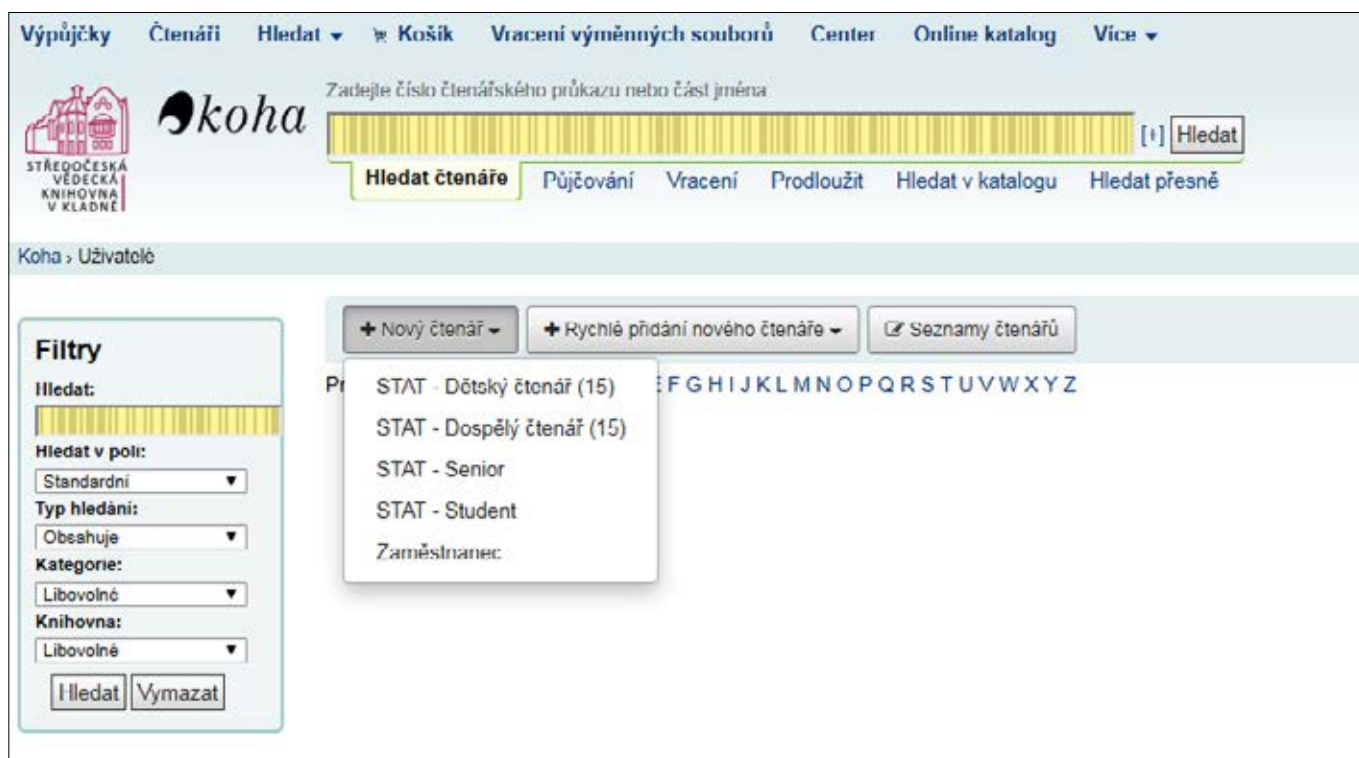 Výpůjčky Čtenáři Hledat Košík Vracení výměnných souborů Center Online katalog Více
STŘEDOČESKÁ
VĚDECKÁ
KNIHOVNA
V KLADNĚ
koha
Zadejte číslo čtenářského průkazu nebo část jména
[+] Hledat
Hledat čtenáře Půjčování Vracení Prodloužit Hledat v katalogu Hledat přesně
Koha › Uživatelé
Filtry
Hledat:
Hledat v poli:
Standardní
Typ hledání:
Obsahuje
Kategorie:
Libovolné
Knihovna:
Libovolné
Hledat Vymazat
+ Nový čtenář + Rychlé přidání nového čtenáře Seznamy čtenářů
F G H I J K L M N O P Q R S T U V W X Y Z
STAT - Dětský čtenář (15)
STAT - Dospělý čtenář (15)
STAT - Senior
STAT - Student
Zaměstnanec